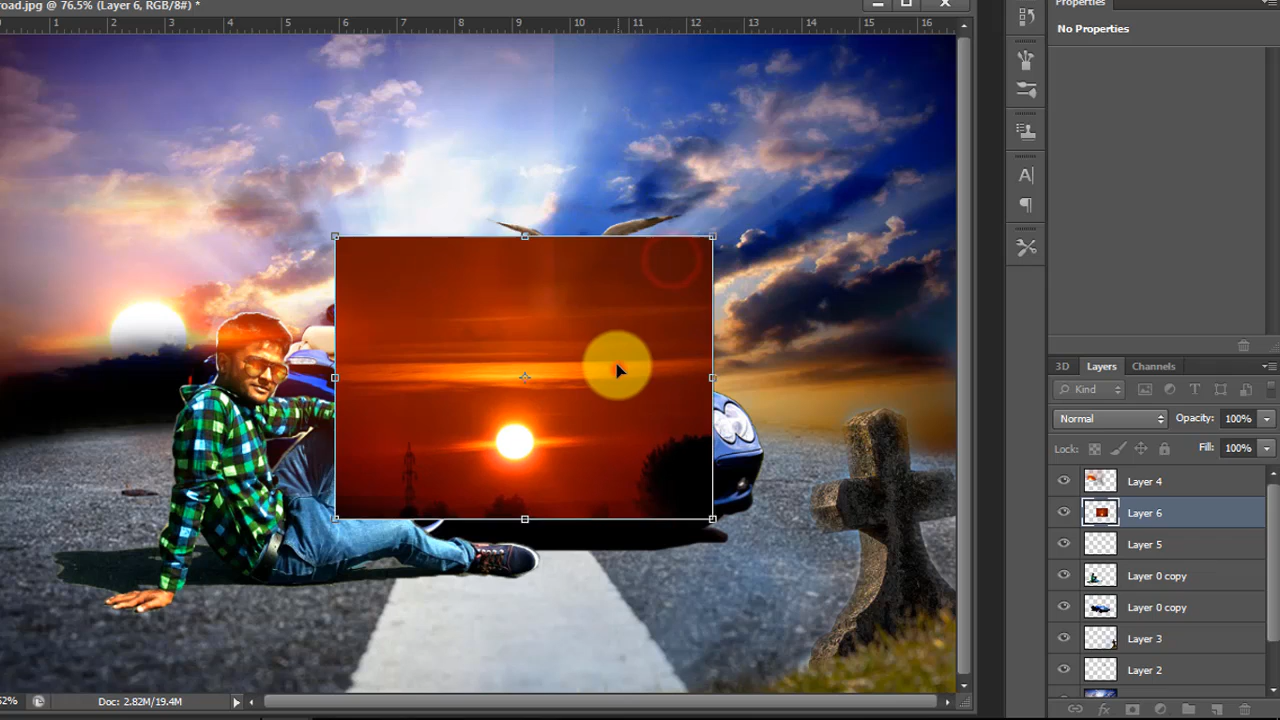 oad.jpg @ 76.5% (Layer 6, RGB/8#) *
Properties
1 2 3 4 5 6 7 8 9 10 11 12 13 14 15 16
No Properties
3D Layers Channels
Kind
Normal Opacity: 100%
Lock: Fill: 100%
Layer 4
Layer 6
Layer 5
Layer 0 copy
Layer 0 copy
Layer 3
Layer 2
52% Doc: 2.82M/19.4M